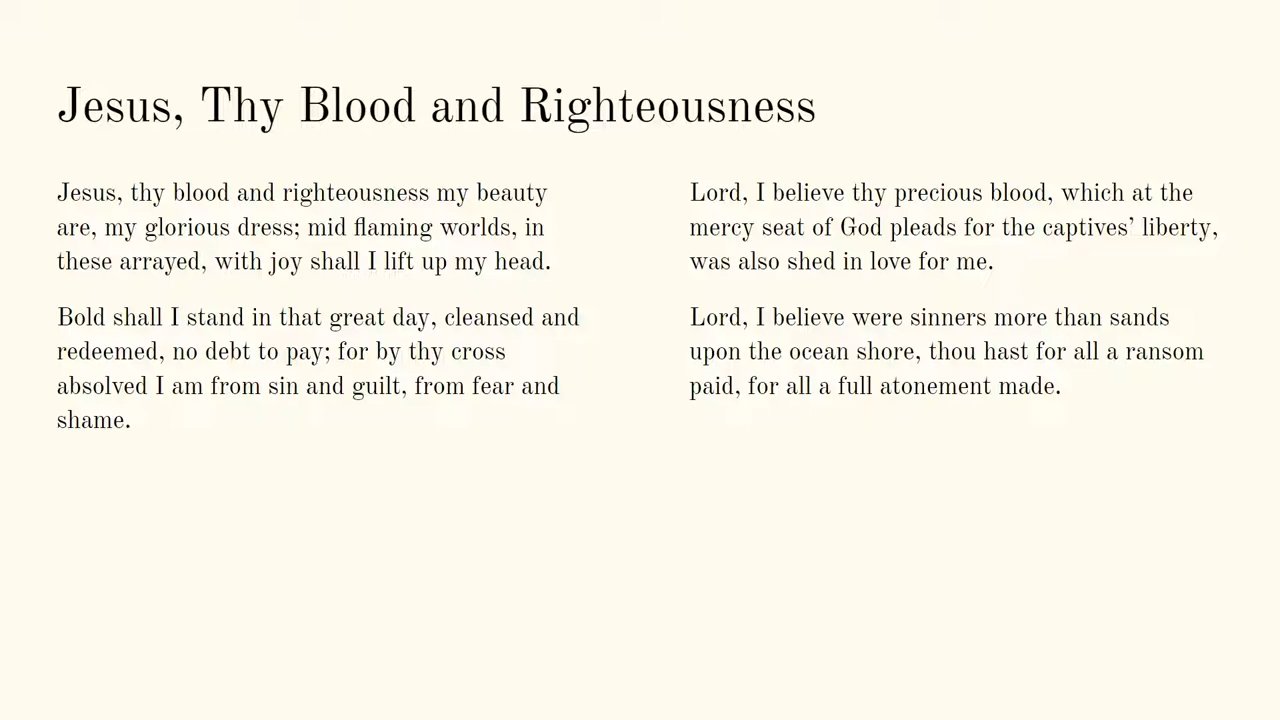 Jesus, Thy Blood and Righteousness
Jesus, thy blood and righteousness my beauty
are, my glorious dress; mid flaming worlds, in
these arrayed, with joy shall I lift up my head.
Bold shall I stand in that great day, cleansed and
redeemed, no debt to pay; for by thy cross
absolved I am from sin and guilt, from fear and
shame.
Lord, I believe thy precious blood, which at the
mercy seat of God pleads for the captives’ liberty,
was also shed in love for me.
Lord, I believe were sinners more than sands
upon the ocean shore, thou hast for all a ransom
paid, for all a full atonement made.